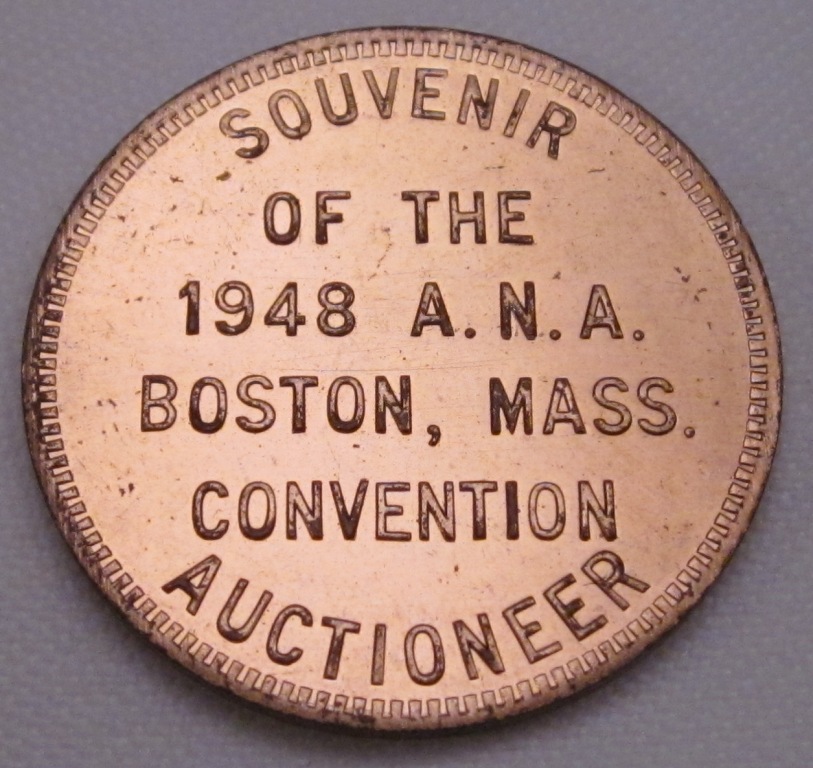 SOUVENIR
OF THE
1948 A.N.A.
BOSTON, MASS.
CONVENTION
AUCTIONEER